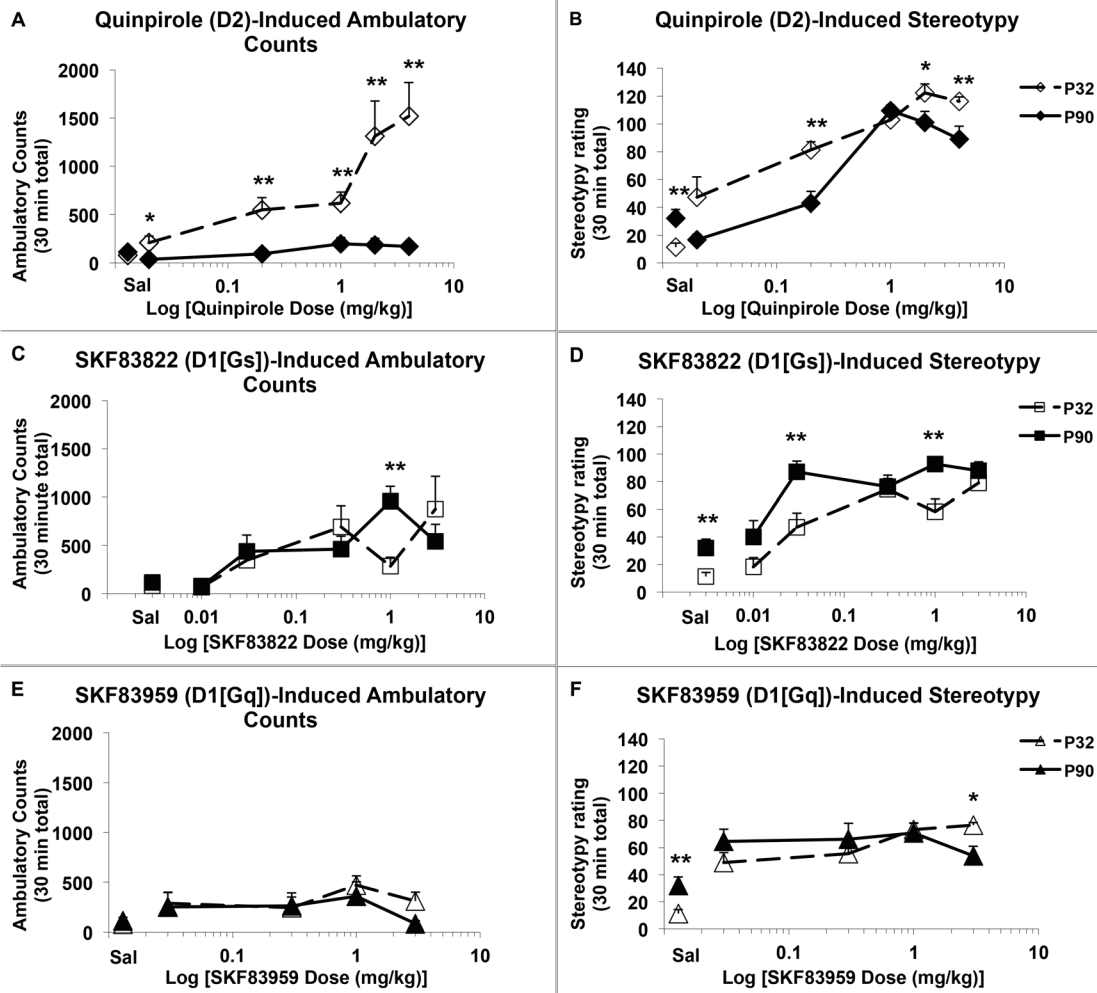 A
Quinpirole (D2)-Induced Ambulatory
Counts
Ambulatory Counts
(30 min total)
2000
1500
1000
500
0
*
**
**
**
**
Sal
0.1
1
10
Log [Quinpirole Dose (mg/kg)]
B
Quinpirole (D2)-Induced Stereotypy
Stereotypy rating
(30 min total)
140
120
100
80
60
40
20
0
**
**
*
**
P32
P90
Sal
0.1
1
10
Log [Quinpirole Dose (mg/kg)]
C
SKF83822 (D1[Gs])-Induced Ambulatory
Counts
Ambulatory Counts
(30 minute total)
2000
1500
1000
500
0
**
Sal
0.01
0.1
1
10
Log [SKF83822 Dose (mg/kg)]
D
SKF83822 (D1[Gs])-Induced Stereotypy
Stereotypy rating
(30 min total)
140
120
100
80
60
40
20
0
**
**
**
P32
P90
Sal
0.01
0.1
1
10
Log [SKF83822 Dose (mg/kg)]
E
SKF83959 (D1[Gq])-Induced Ambulatory
Counts
Ambulatory Counts
(30 min total)
2000
1500
1000
500
0
Sal
0.1
1
10
Log [SKF83959 Dose (mg/kg)]
F
SKF83959 (D1[Gq])-Induced Stereotypy
Stereotypy rating
(30 min total)
140
120
100
80
60
40
20
0
**
*
P32
P90
Sal
0.1
1
10
Log [SKF83959 Dose (mg/kg)]